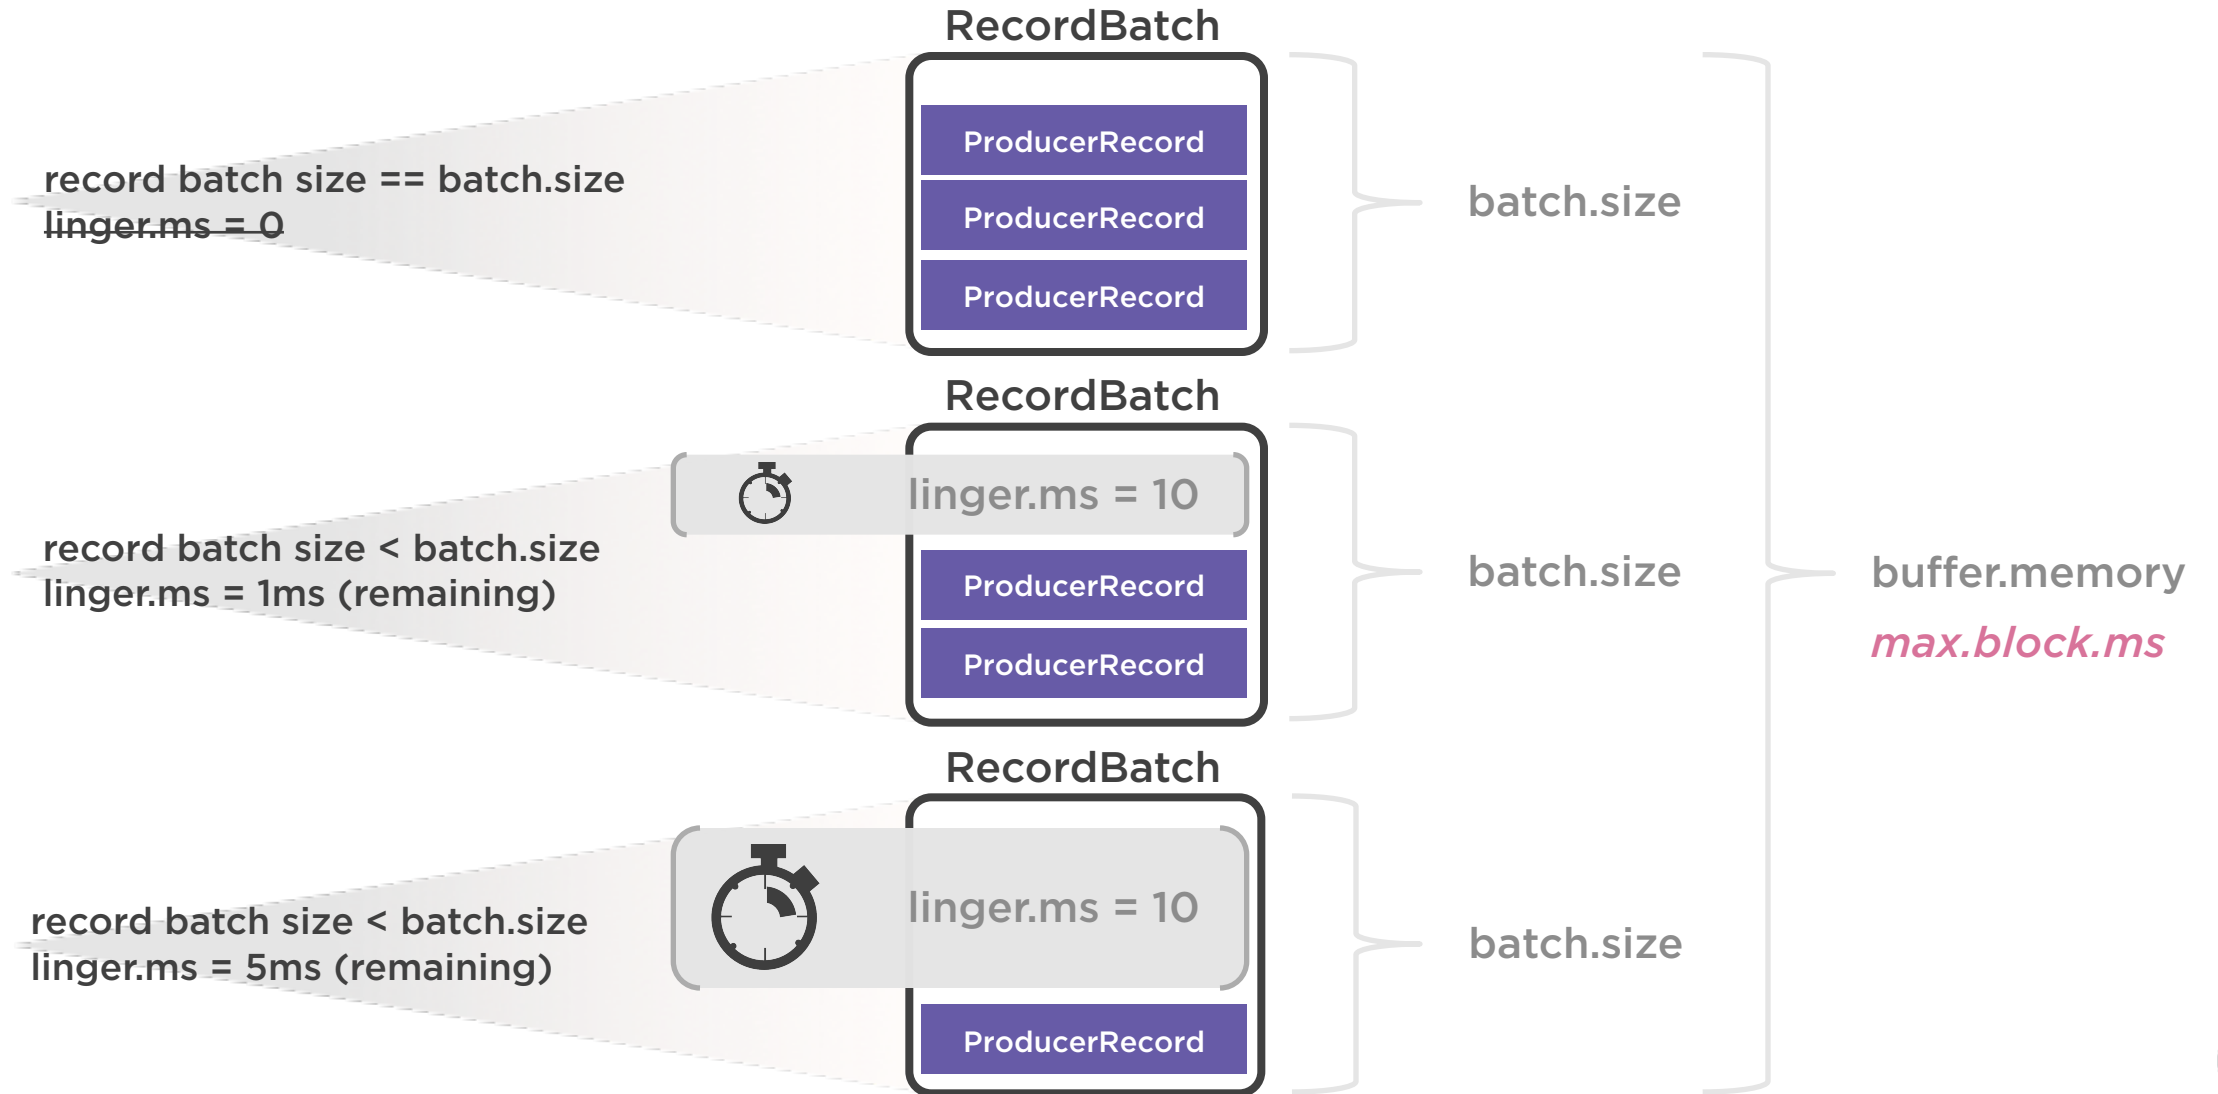 RecordBatch
ProducerRecord
ProducerRecord
ProducerRecord
record batch size == batch.size
linger.ms = 0
batch.size
RecordBatch
linger.ms = 10
ProducerRecord
ProducerRecord
record batch size < batch.size
linger.ms = 1ms (remaining)
batch.size
buffer.memory
max.block.ms
RecordBatch
linger.ms = 10
ProducerRecord
record batch size < batch.size
linger.ms = 5ms (remaining)
batch.size